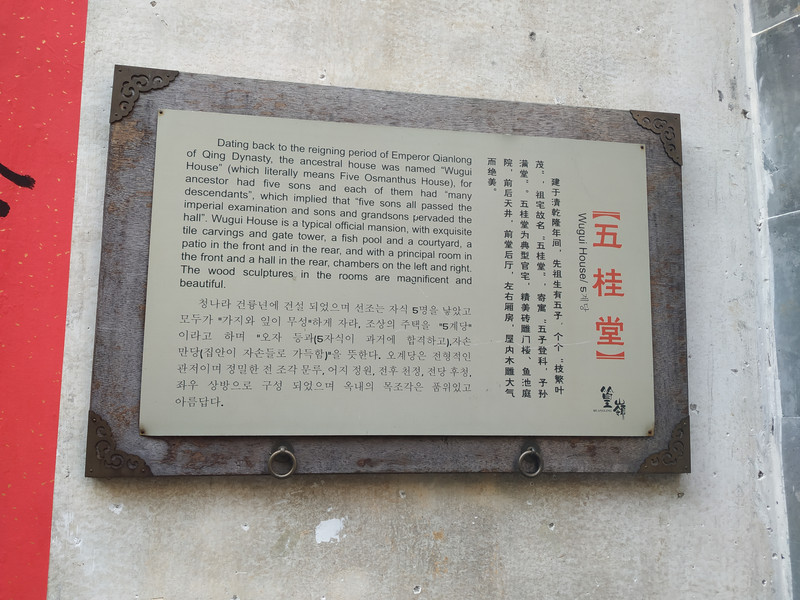 Dating back to the reigning period of Emperor Qianlong
of Qing Dynasty, the ancestral house was named “Wugui
House” (which literally means Five Osmanthus House), for
ancestor had five sons and each of them had “many
descendants”, which implied that “five sons all passed the
imperial examination and sons and grandsons pervaded the
hall”. Wugui House is a typical official mansion, with exquisite
tile carvings and gate tower, a fish pool and a courtyard, a
patio in the front and in the rear, and with a principal room in
the front and a hall in the rear, chambers on the left and right.
The wood sculptures in the rooms are magnificent and
beautiful.
청나라 건륭년에 건설 되었으며 선조는 자식 5명을 낳았고
모두가 "가지와 잎이 무성"하게 자라, 조상의 주택을 "5계당"
이라고 하며 "오자 등과(5자식이 과거에 합격하고),자손
만당(집안이 자손들로 가득함)"을 뜻한다. 오계당은 전형적인
관저이며 정밀한 전 조각 문루, 어지 정원, 전후 천정, 전당 후청,
좌우 상방으로 구성 되었으며 옥내의 목조각은 품위있고
아름답다.
【五桂堂】
Wugui House/ 5계당
建于清乾隆年间，先祖生有五子，个个“枝繁叶
茂”，祖宅故名“五桂堂”，寄寓“五子登科，子孙
满堂”。五桂堂为典型官宅，精美砖雕门楼、鱼池庭
院，前后天井，前堂后厅，左右厢房，屋内木雕大气
而绝美。
篁嶺